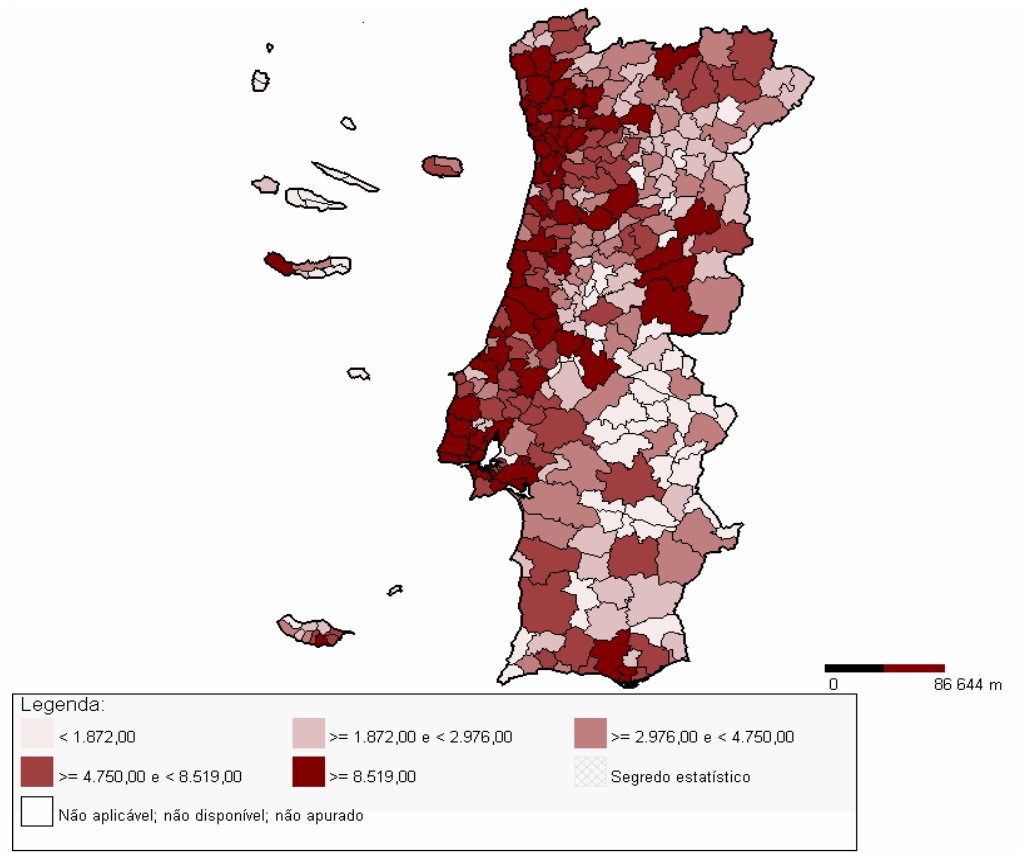 0 86 644 m
Legenda:
< 1.872,00 >= 1.872,00 e < 2.976,00 >= 2.976,00 e < 4.750,00
>= 4.750,00 e < 8.519,00 >= 8.519,00 Segredo estatístico
Não aplicável; não disponível; não apurado